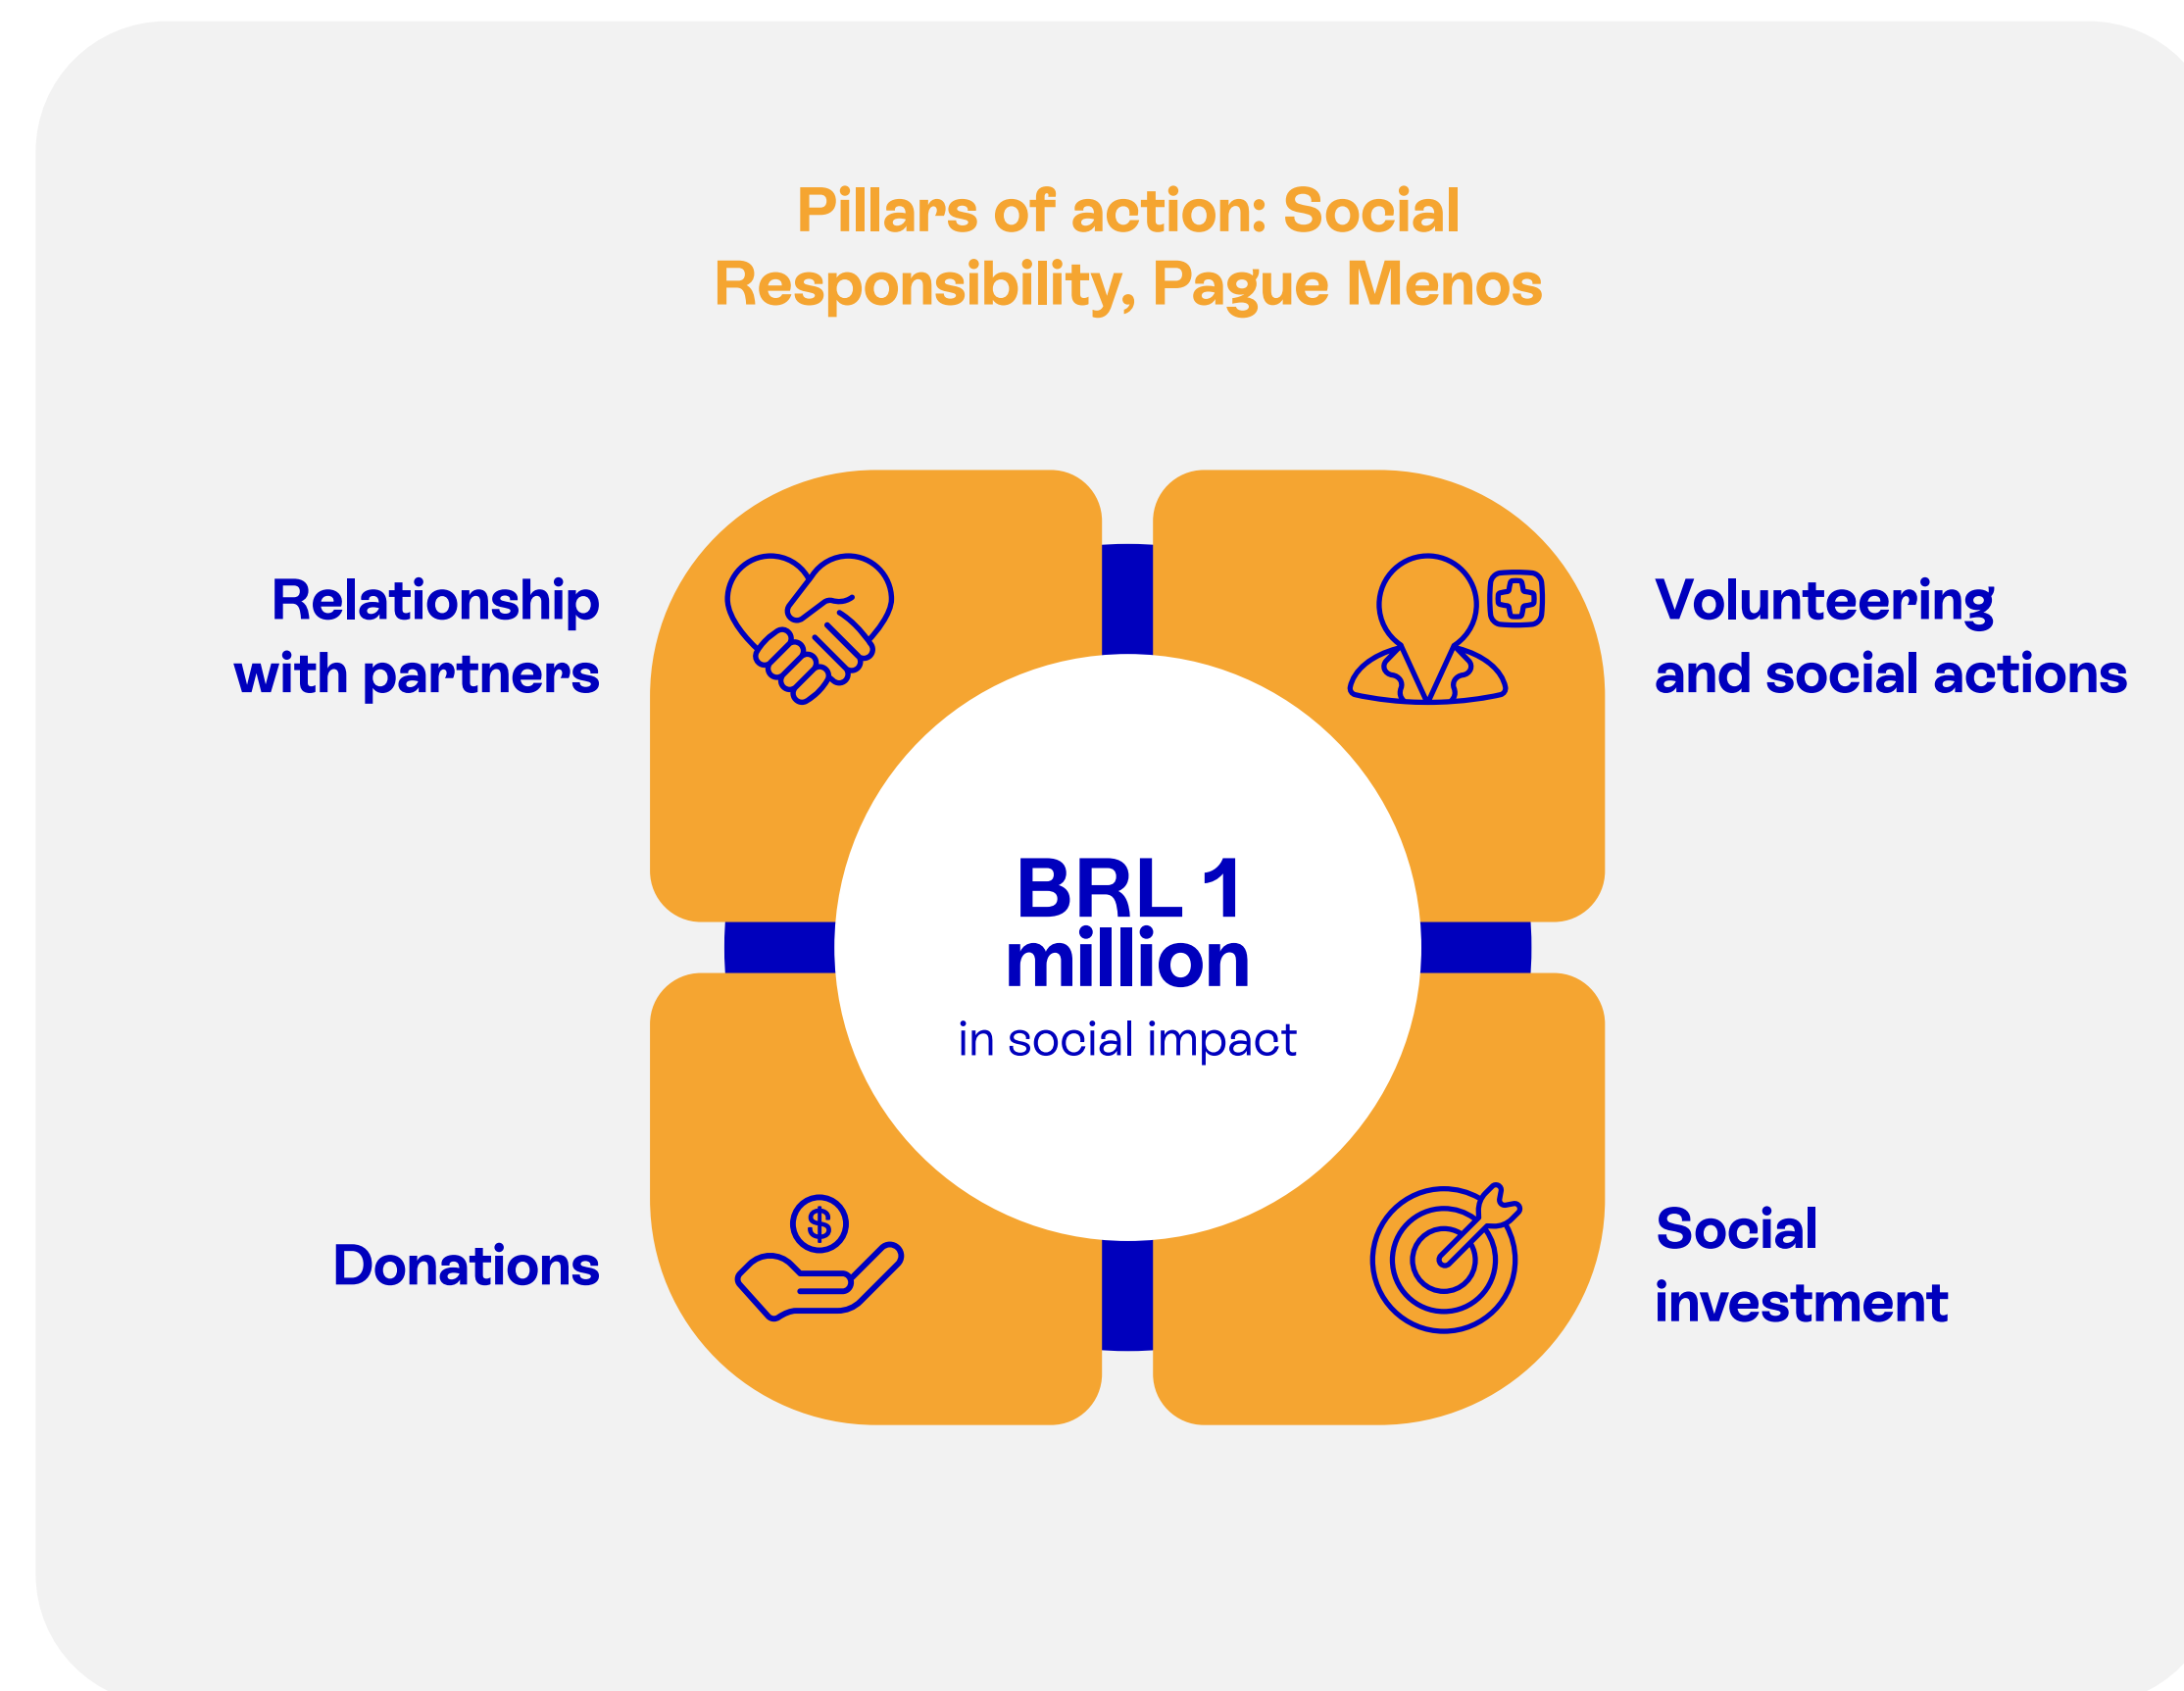 Pillars of action: Social
Responsibility, Pague Menos
Relationship
with partners
Volunteering
and social actions
BRL 1
million
in social impact
$
Donations
Social
investment